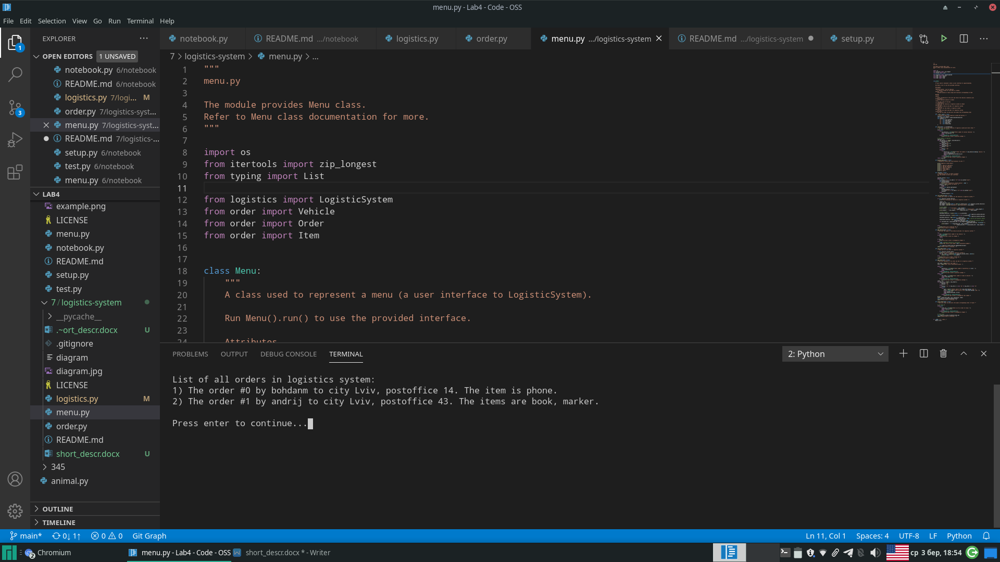 menu.py - Lab4 - Code - OSS
File Edit Selection View Go Run Terminal Help
EXPLORER
OPEN EDITORS 1 UNSAVED
notebook.py 6/notebook
README.md 6/notebook
logistics.py 7/logi... M
order.py 7/logistics-syst...
menu.py 7/logistics-syst...
README.md 7/logistics-...
setup.py 6/notebook
test.py 6/notebook
menu.py 6/notebook
LAB4
example.png
LICENSE
menu.py
notebook.py
README.md
setup.py
test.py
7 / logistics-system
__pycache__
.~ort_descr.docx U
.gitignore
diagram
diagram.jpg
LICENSE
logistics.py M
menu.py
order.py
README.md
short_descr.docx U
345
animal.py
OUTLINE
TIMELINE
notebook.py README.md .../notebook logistics.py order.py menu.py .../logistics-system README.md .../logistics-system setup.py
7 > logistics-system > menu.py > ...
1 """
2 menu.py
3
4 The module provides Menu class.
5 Refer to Menu class documentation for more.
6 """
7
8 import os
9 from itertools import zip_longest
10 from typing import List
11
12 from logistics import LogisticSystem
13 from order import Vehicle
14 from order import Order
15 from order import Item
16
17
18 class Menu:
19 """
20 A class used to represent a menu (a user interface to LogisticSystem).
21
22 Run Menu().run() to use the provided interface.
23
24 Attributes
PROBLEMS OUTPUT DEBUG CONSOLE TERMINAL 2: Python
List of all orders in logistics system:
1) The order #0 by bohdanm to city Lviv, postoffice 14. The item is phone.
2) The order #1 by andrij to city Lviv, postoffice 43. The items are book, marker.
Press enter to continue...
1
3
main* 0↓ 1↑ 0 0 Git Graph Ln 11, Col 1 Spaces: 4 UTF-8 LF Python
2 Chromium menu.py - Lab4 - Code - OSS short_descr.docx * - Writer ср 3 бер, 18:54